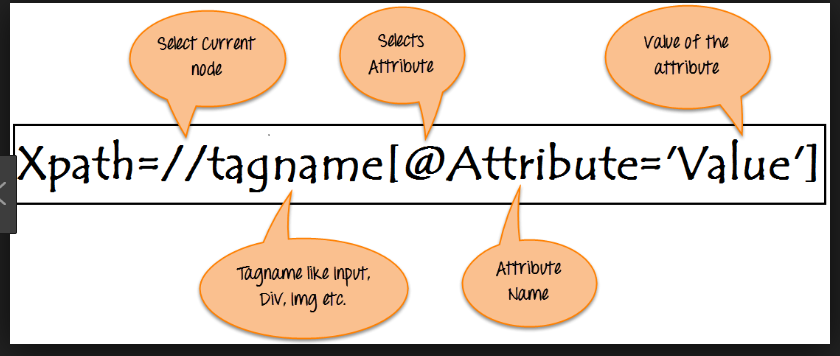 Select Current
node
Selects
Attribute
Value of the
attribute
Xpath=//tagname[@Attribute='Value']
Tagname like Input,
Div, Img etc.
Attribute
Name